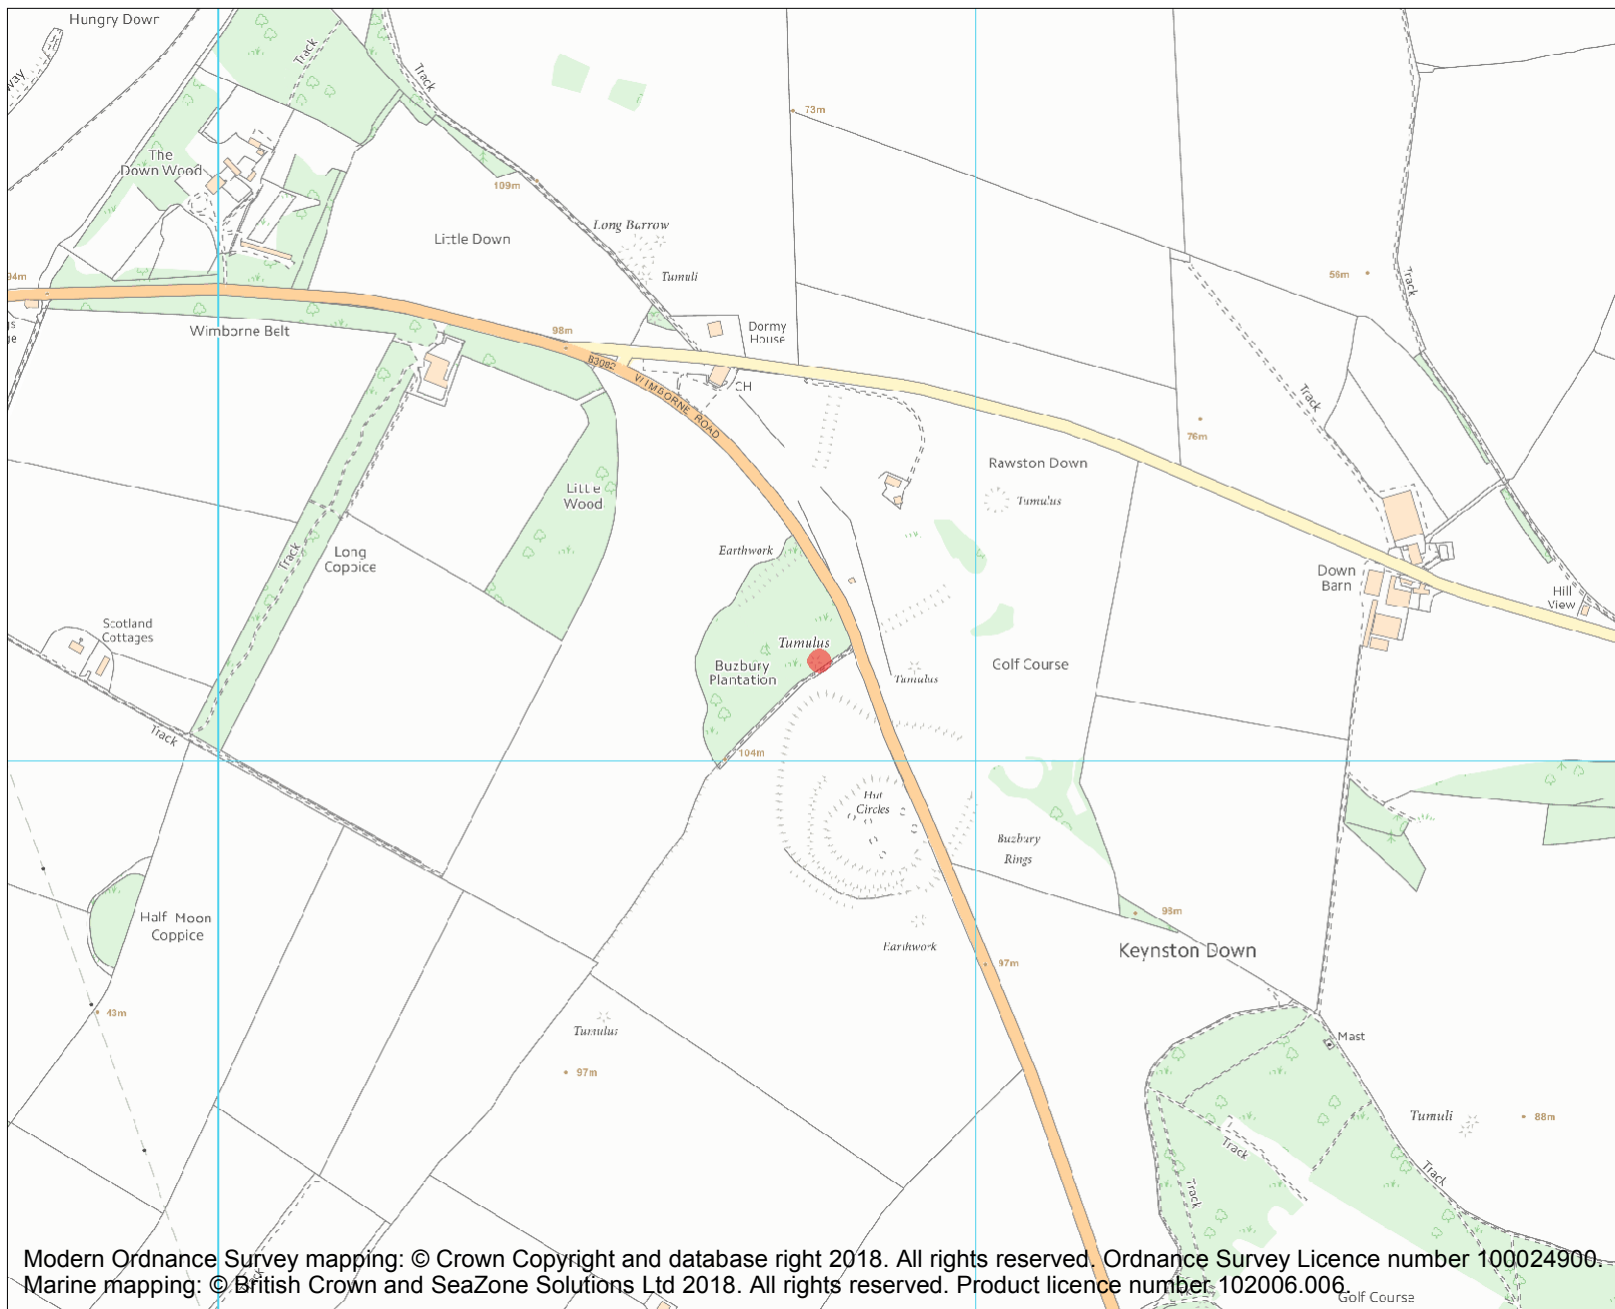 Hungry Down
Track
Track
way
73m
The
Down Wood
109m
Long Barrow
Little Down
Tumuli
94m
56m
Track
Wimborne Belt
98m
Dormy
House
B3082
WIMBORNE ROAD
CH
Track
76m
Rawston Down
Tumulus
Little
Wood
Earthwork
Long
Coppice
Track
Down
Barn
Hill
View
Scotland
Cottages
Tumulus
Buzbury
Plantation
Golf Course
Tumulus
Track
104m
Hut
Circles
Buzbury
Rings
Half Moon
Coppice
98m
Earthwork
Keynston Down
97m
43m
Tumulus
Mast
97m
Tumuli
88m
Track
Track
Track
Modern Ordnance Survey mapping: © Crown Copyright and database right 2018. All rights reserved. Ordnance Survey Licence number 100024900.
Marine mapping: © British Crown and SeaZone Solutions Ltd 2018. All rights reserved. Product licence number 102006.006.
Golf Course